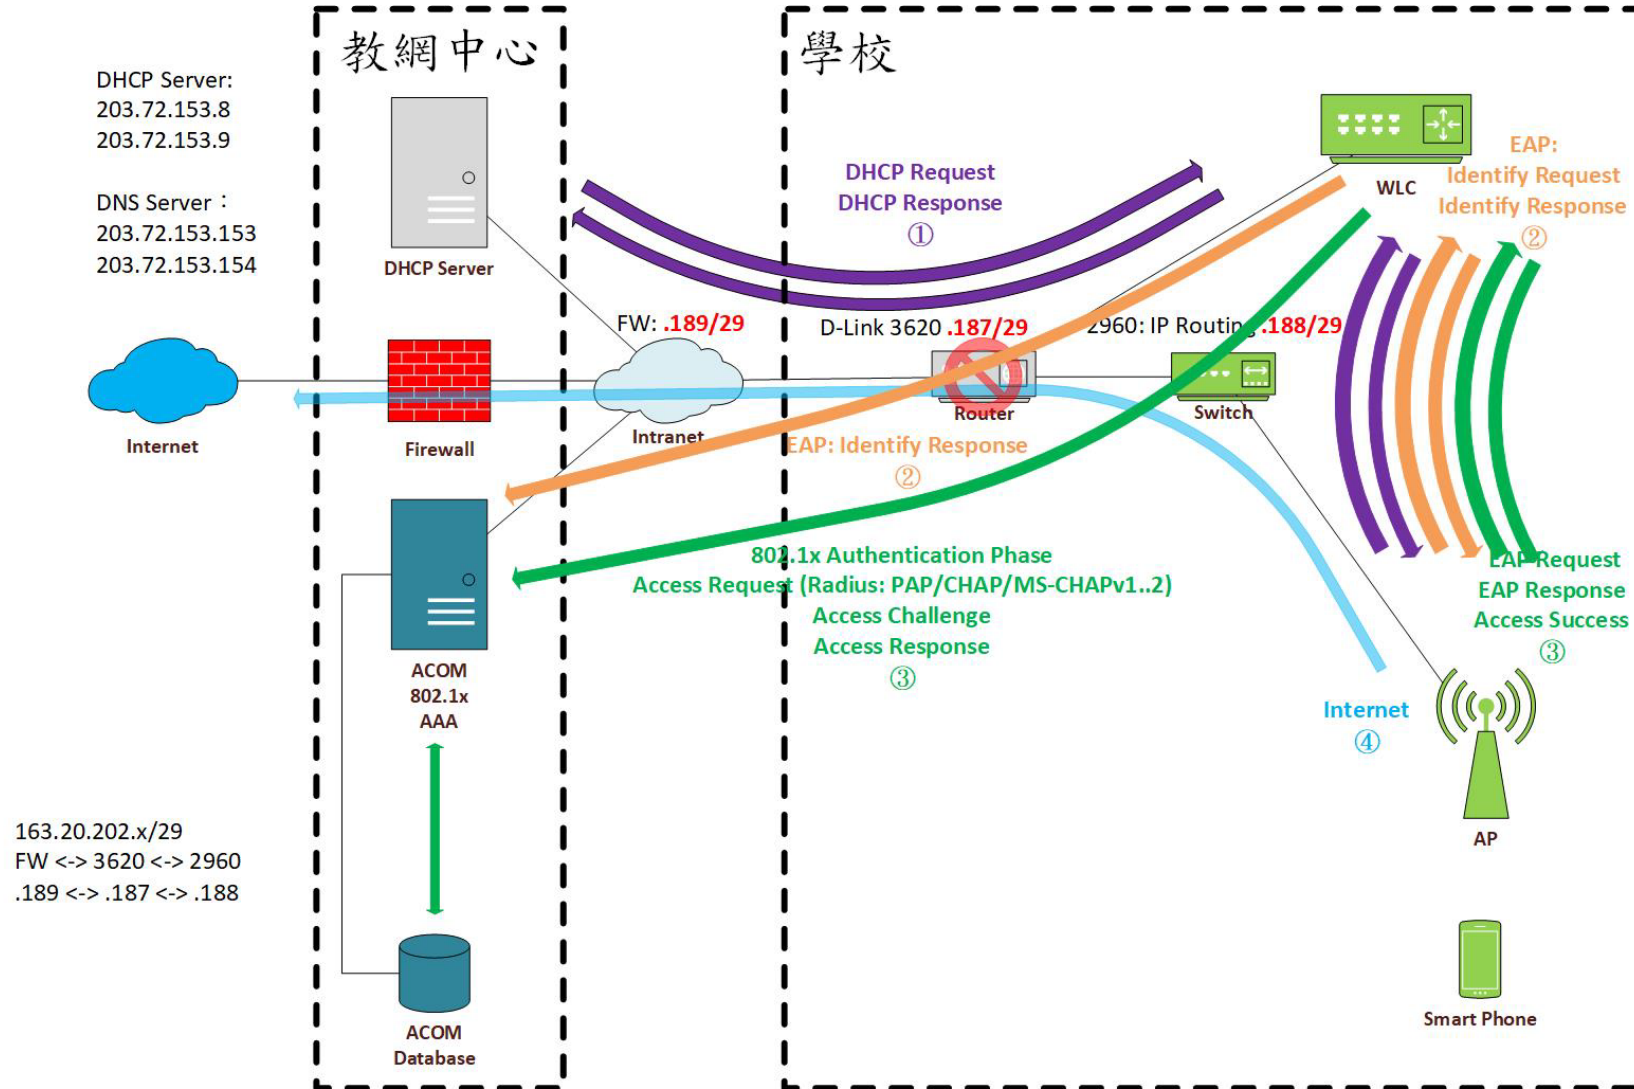 教網中心
學校
DHCP Server:
203.72.153.8
203.72.153.9
DNS Server：
203.72.153.153
203.72.153.154
DHCP Server
DHCP Request
DHCP Response
①
WLC
EAP:
Identify Request
Identify Response
②
FW: .189/29
D-Link 3620 .187/29
2960: IP Routing .188/29
Internet
Firewall
Intranet
Router
Switch
EAP: Identify Response
②
802.1x Authentication Phase
Access Request (Radius: PAP/CHAP/MS-CHAPv1..2)
Access Challenge
Access Response
③
EAP Request
EAP Response
Access Success
③
ACOM
802.1x
AAA
Internet
④
AP
163.20.202.x/29
FW <-> 3620 <-> 2960
.189 <-> .187 <-> .188
ACOM
Database
Smart Phone